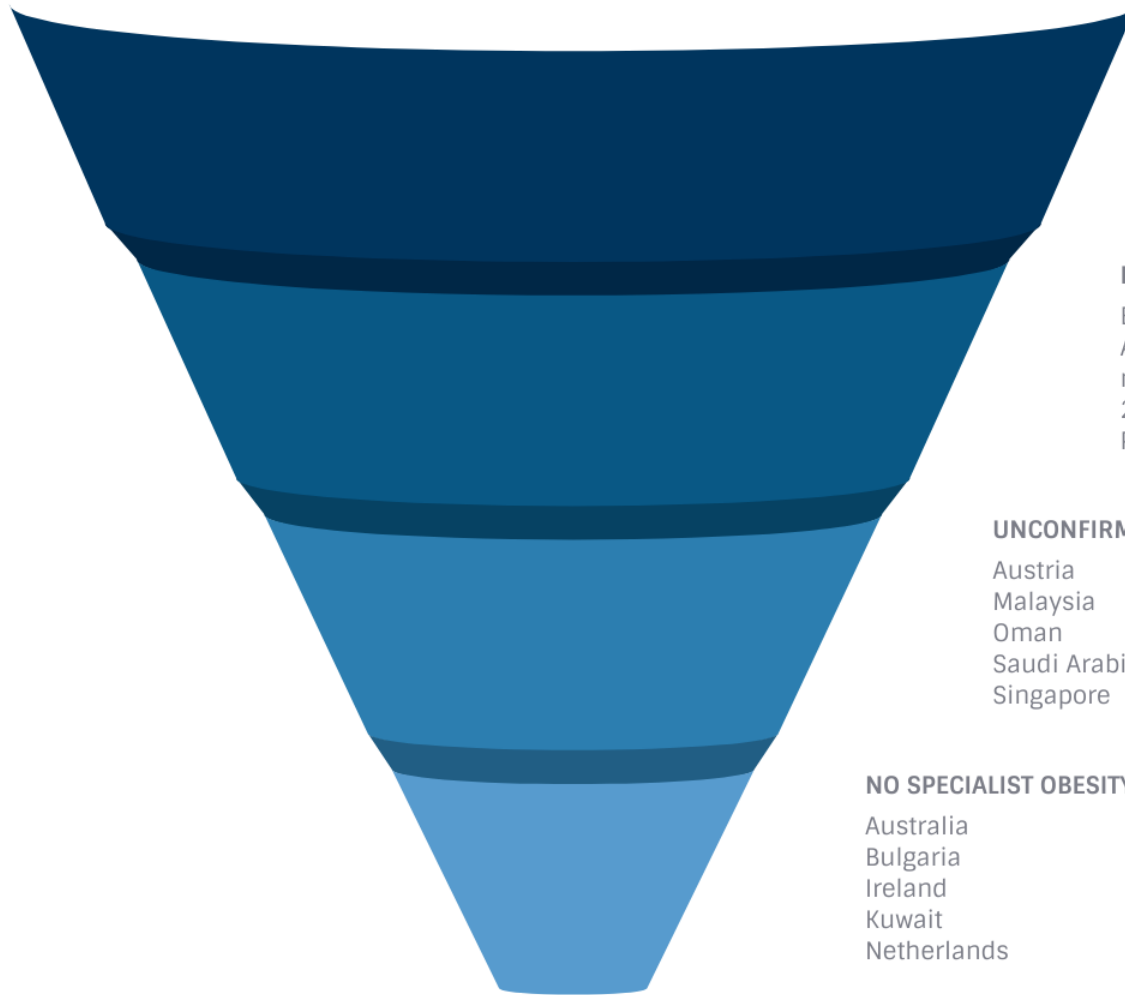 UNCONFIRM
Austria
Malaysia
Oman
Saudi Arabi
Singapore
NO SPECIALIST OBESITY
Australia
Bulgaria
Ireland
Kuwait
Netherlands